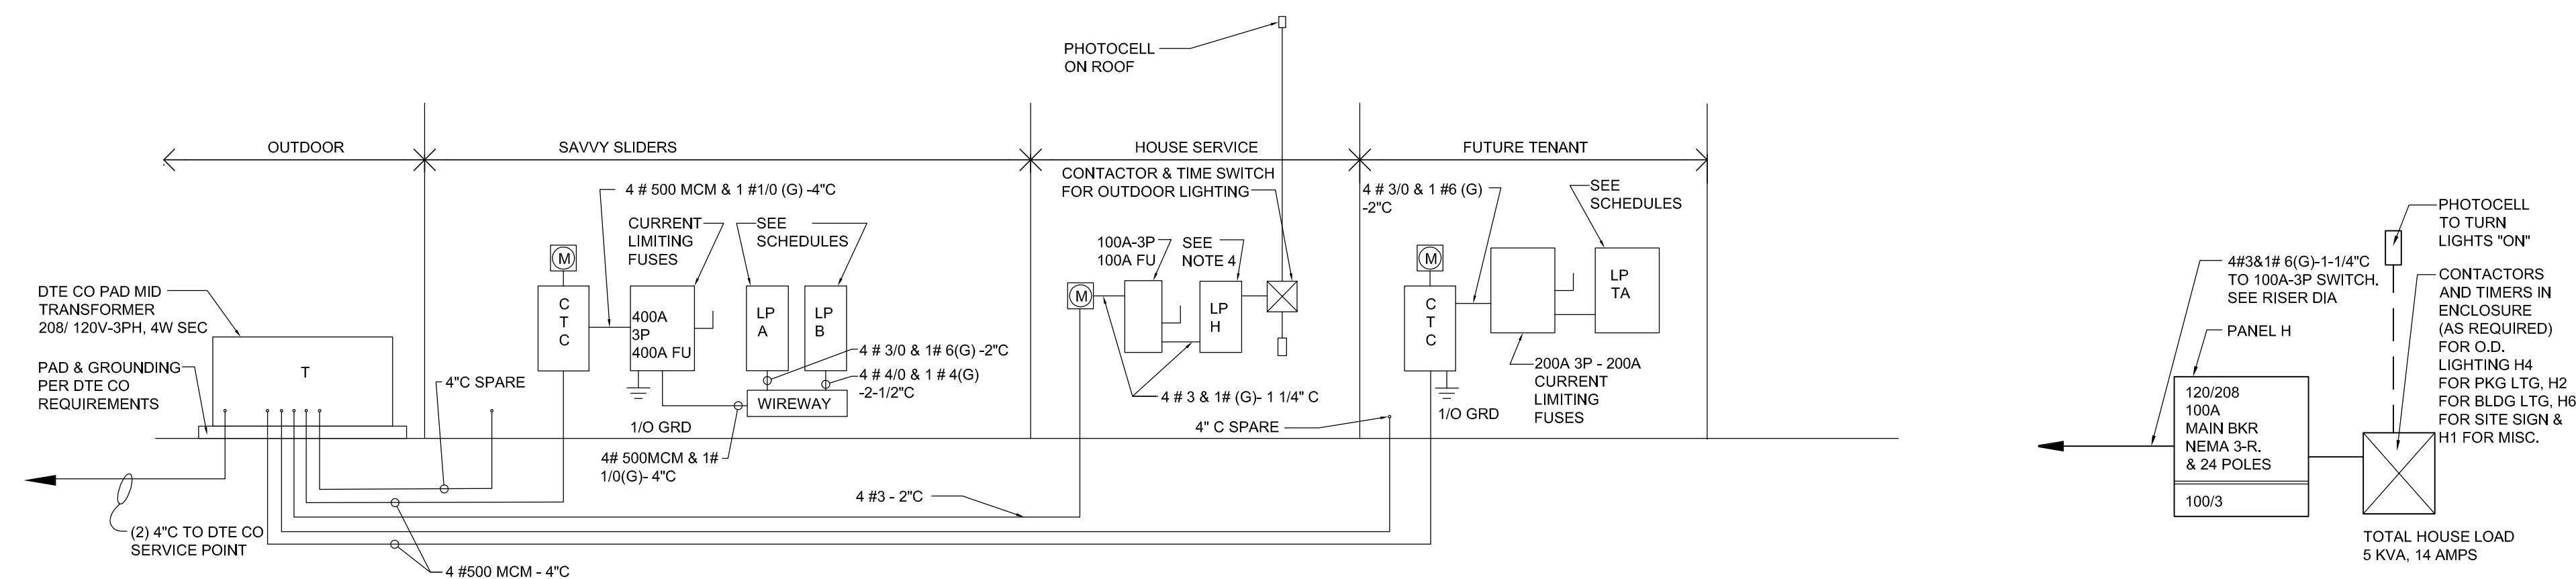 PHOTOCELL
ON ROOF
OUTDOOR
SAVVY SLIDERS
HOUSE SERVICE
FUTURE TENANT
DTE CO PAD MID
TRANSFORMER
208/ 120V-3PH, 4W SEC
PAD & GROUNDING
PER DTE CO
REQUIREMENTS
T
(2) 4"C TO DTE CO
SERVICE POINT
4"C SPARE
4 # 500 MCM & 1 #1/0 (G) -4"C
M
C
T
C
CURRENT
LIMITING
FUSES
400A
3P
400A FU
SEE
SCHEDULES
LP
A
LP
B
4 # 3/0 & 1# 6(G) -2"C
4 # 4/0 & 1 # 4(G)
-2-1/2"C
WIREWAY
1/O GRD
4# 500MCM & 1#
1/0(G)- 4"C
4 #500 MCM - 4"C
4 #3 - 2"C
CONTACTOR & TIME SWITCH
FOR OUTDOOR LIGHTING
100A-3P
100A FU
SEE
NOTE 4
M
LP
H
4 # 3 & 1# (G)- 1 1/4" C
4" C SPARE
4 # 3/0 & 1 #6 (G)
-2"C
M
C
T
C
1/O GRD
SEE
SCHEDULES
LP
TA
200A 3P - 200A
CURRENT
LIMITING
FUSES
PHOTOCELL
TO TURN
LIGHTS "ON"
4#3&1# 6(G)-1-1/4"C
TO 100A-3P SWITCH.
SEE RISER DIA
PANEL H
CONTACTORS
AND TIMERS IN
ENCLOSURE
(AS REQUIRED)
FOR O.D.
LIGHTING H4
FOR PKG LTG, H2
FOR BLDG LTG, H6
FOR SITE SIGN &
H1 FOR MISC.
120/208
100A
MAIN BKR
NEMA 3-R.
& 24 POLES
100/3
TOTAL HOUSE LOAD
5 KVA, 14 AMPS